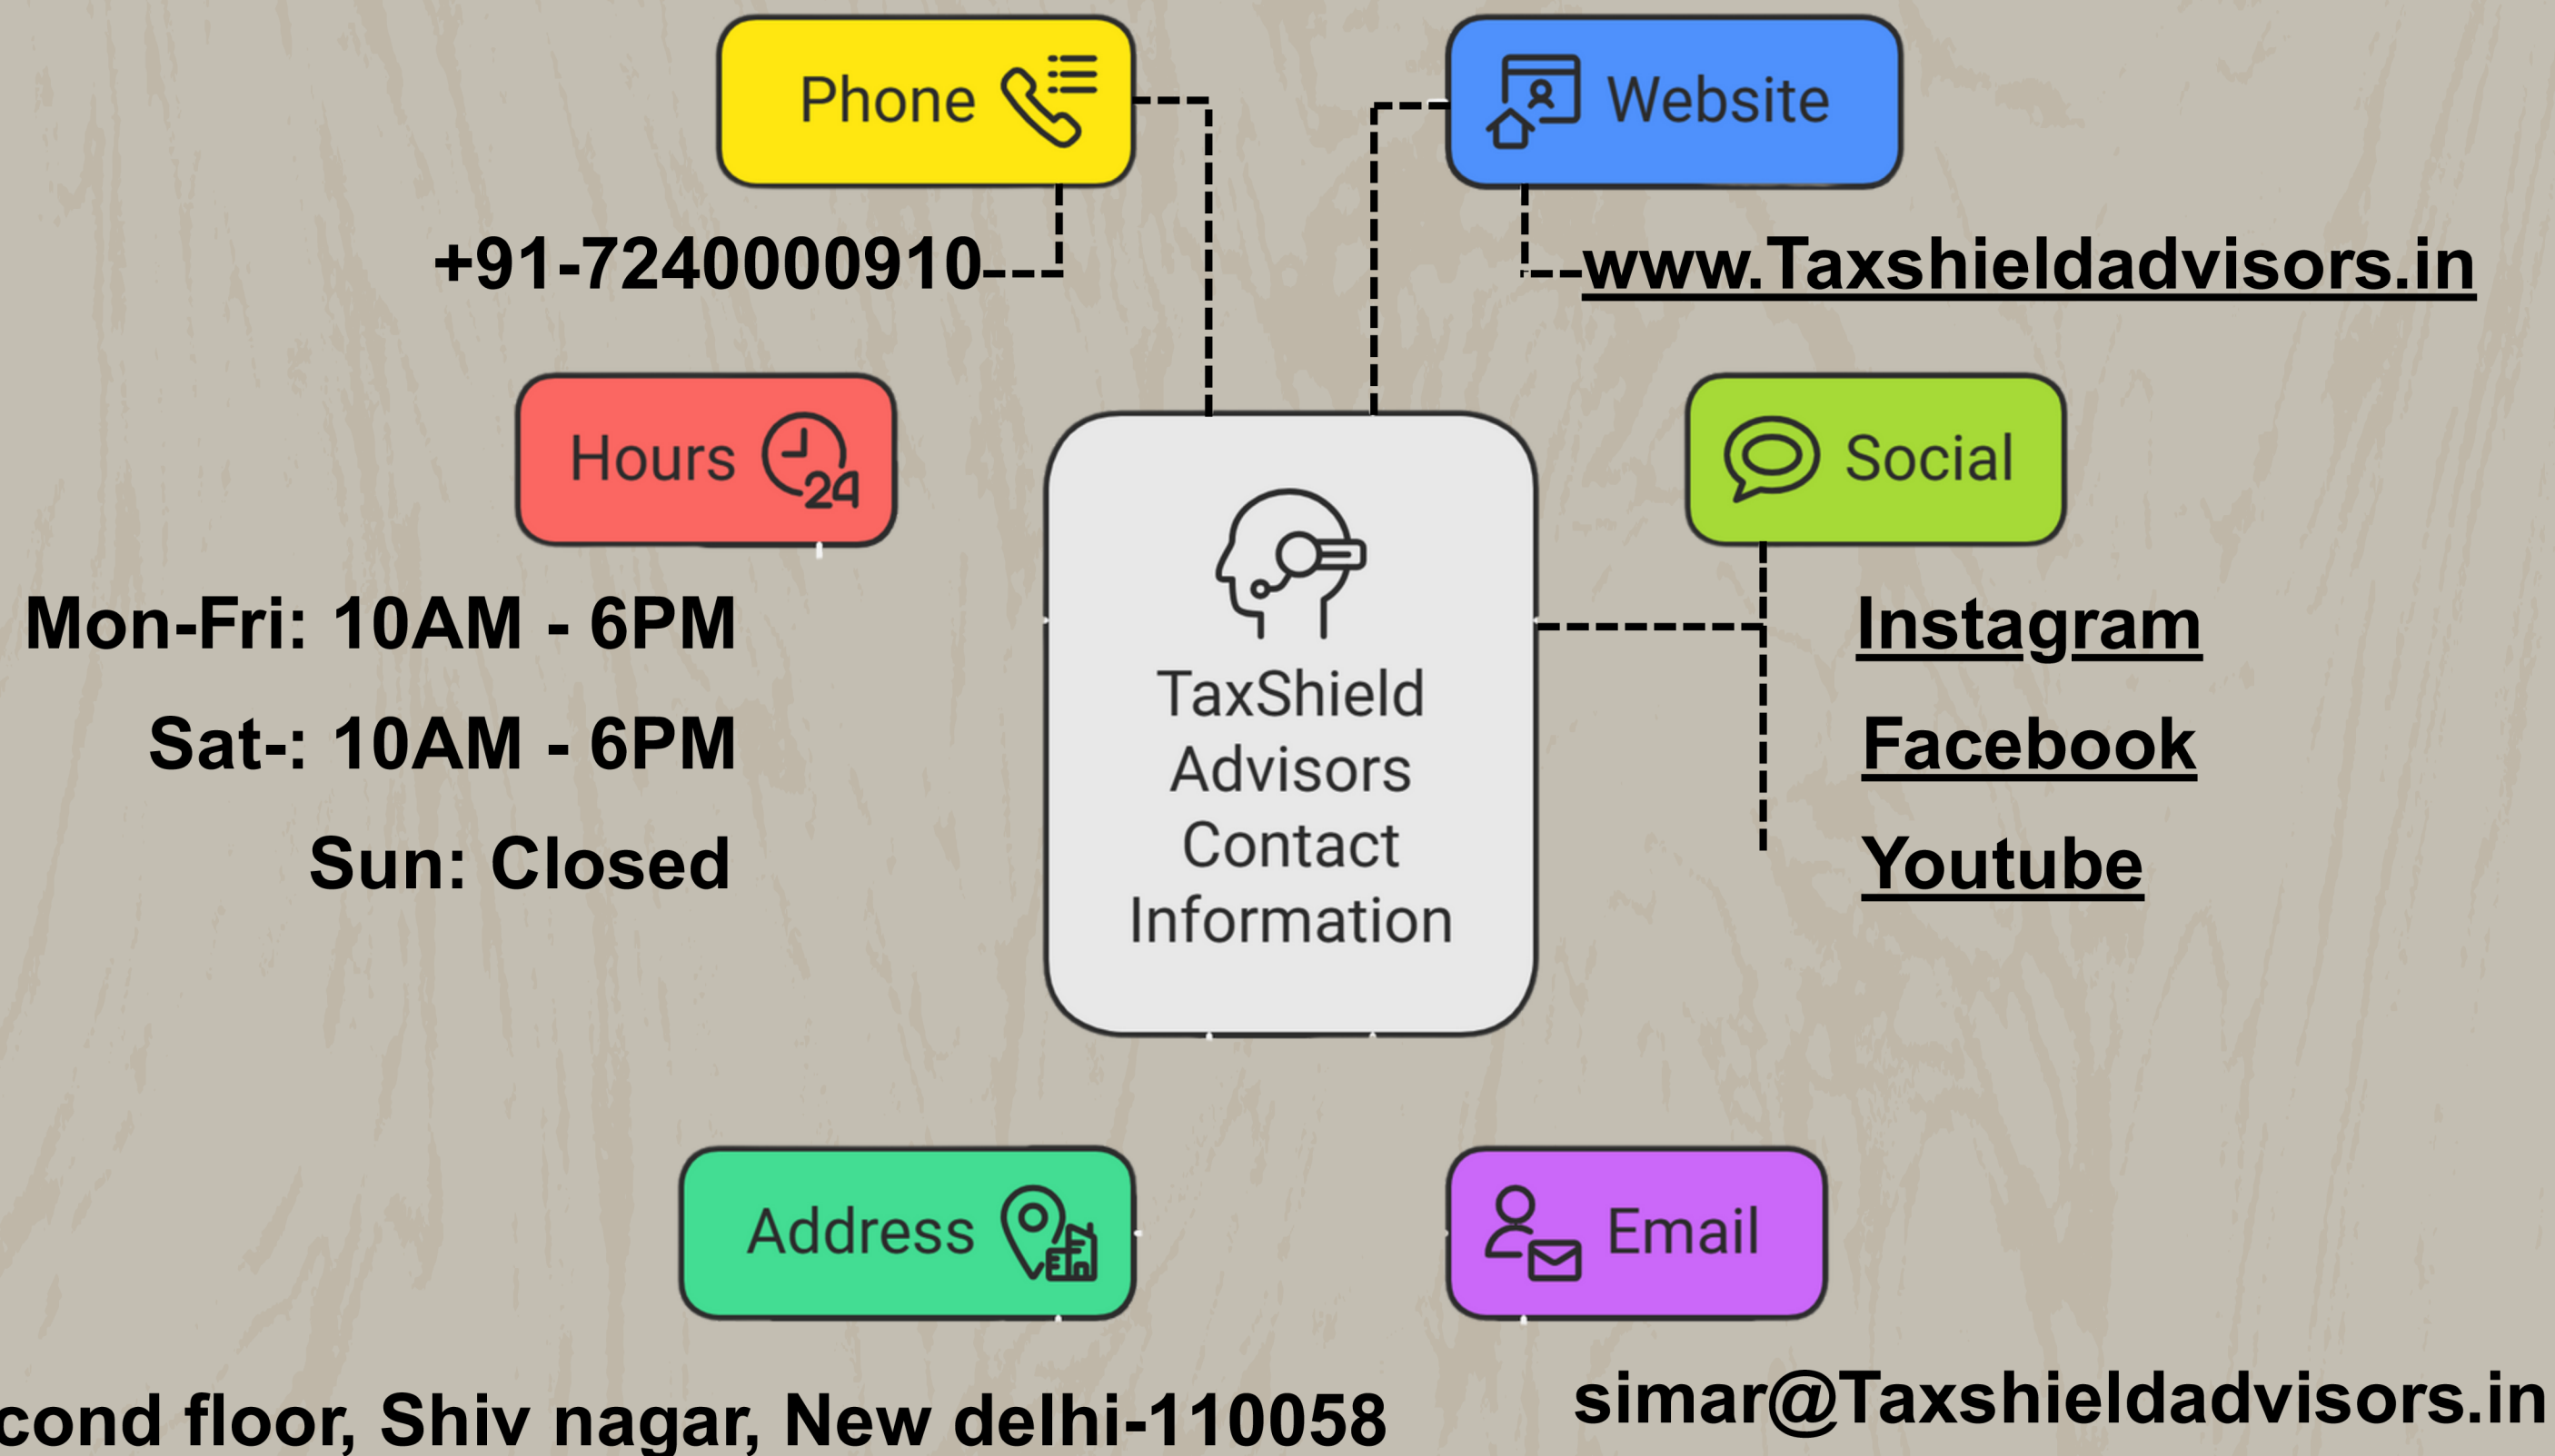 Phone
Website
+91-7240000910
www.Taxshieldadvisors.in
Hours
24
Social
Mon-Fri: 10AM - 6PM
Sat-: 10AM - 6PM
Sun: Closed
TaxShield
Advisors
Contact
Information
Instagram
Facebook
Youtube
Address
Email
cond floor, Shiv nagar, New delhi-110058
simar@Taxshieldadvisors.in